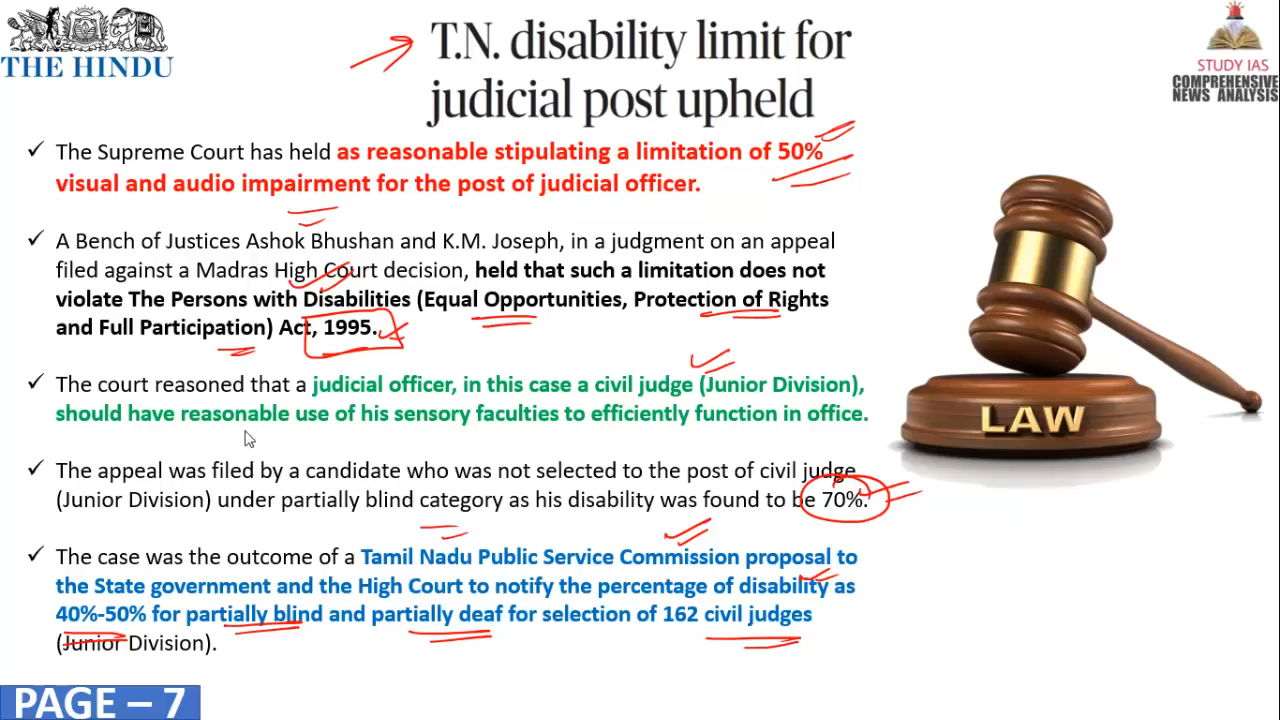 THE HINDU
T.N. disability limit for
judicial post upheld
STUDY IAS
COMPREHENSIVE
NEWS ANALYSIS
✓ The Supreme Court has held as reasonable stipulating a limitation of 50%
visual and audio impairment for the post of judicial officer.
✓ A Bench of Justices Ashok Bhushan and K.M. Joseph, in a judgment on an appeal
filed against a Madras High Court decision, held that such a limitation does not
violate The Persons with Disabilities (Equal Opportunities, Protection of Rights
and Full Participation) Act, 1995.
✓ The court reasoned that a judicial officer, in this case a civil judge (Junior Division),
should have reasonable use of his sensory faculties to efficiently function in office.
✓ The appeal was filed by a candidate who was not selected to the post of civil judge
(Junior Division) under partially blind category as his disability was found to be 70%.
✓ The case was the outcome of a Tamil Nadu Public Service Commission proposal to
the State government and the High Court to notify the percentage of disability as
40%-50% for partially blind and partially deaf for selection of 162 civil judges
(Junior Division).
LAW
PAGE – 7